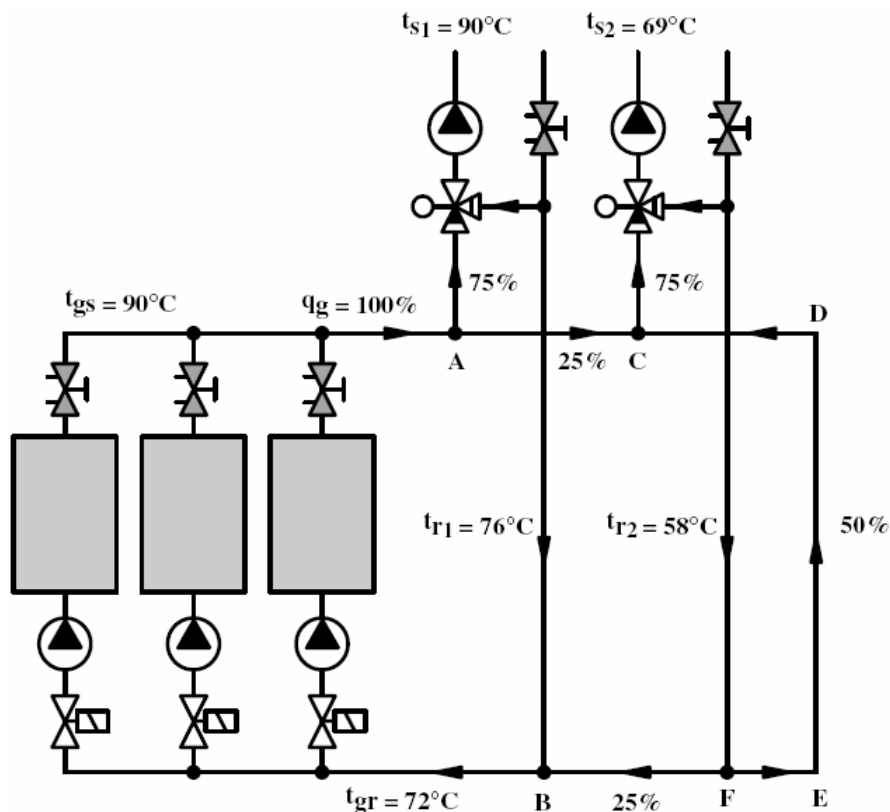 ts1 = 90°C
ts2 = 69°C
tgs = 90°C
qg = 100%
75%
75%
D
A
25%
C
tr1 = 76°C
tr2 = 58°C
50%
tgr = 72°C
B
25%
F
E